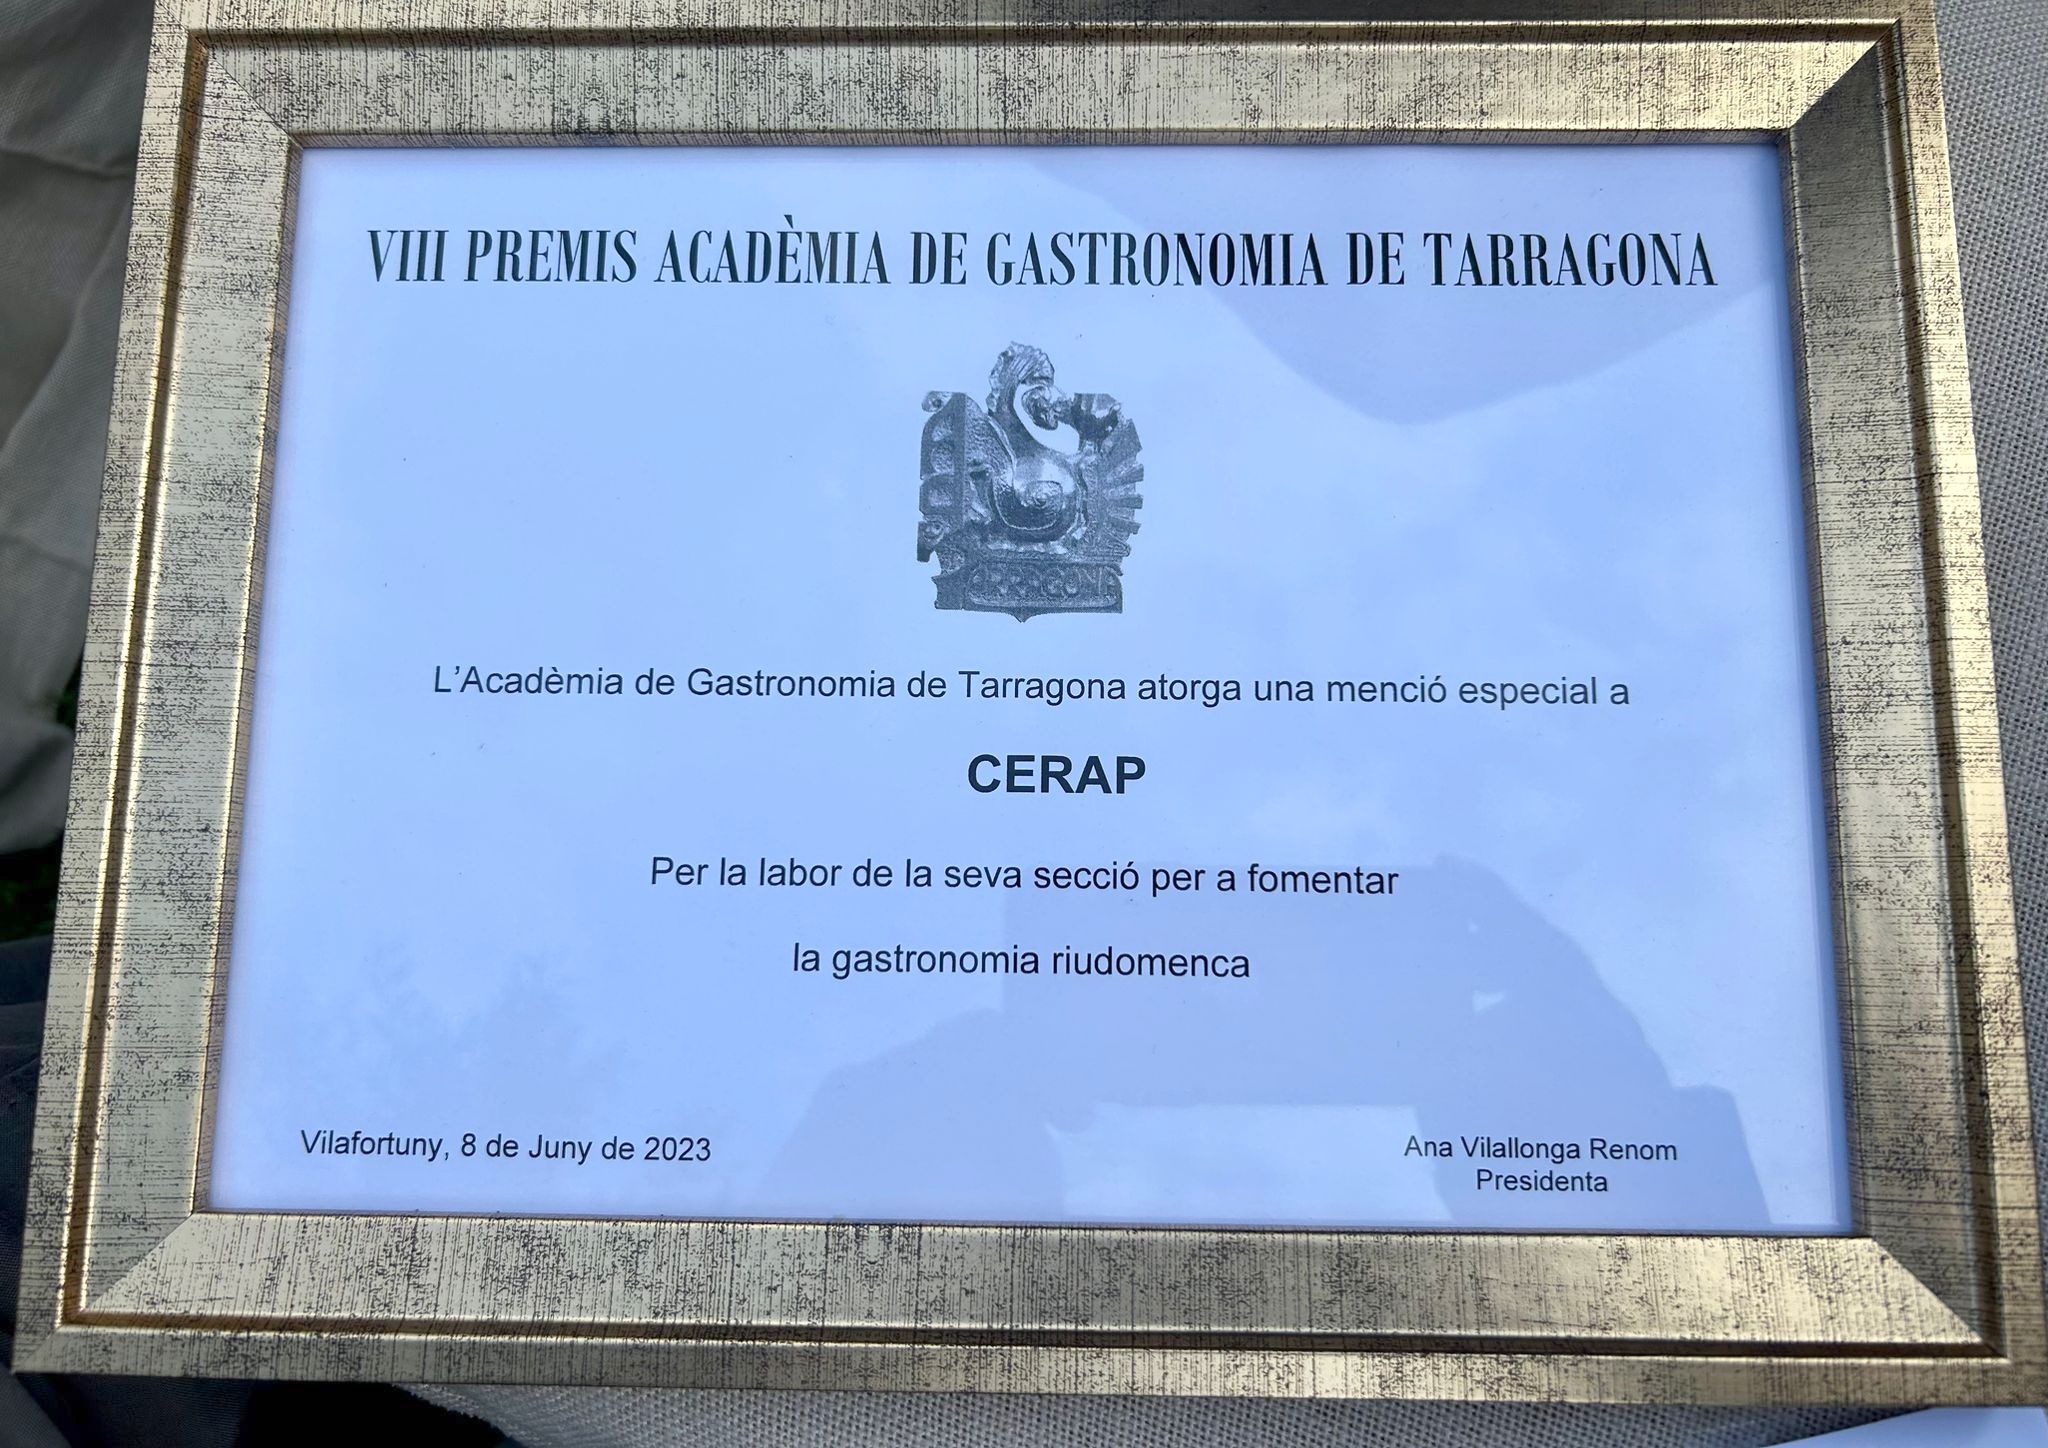 VIII PREMIS ACADÈMIA DE GASTRONOMIA DE TARRAGONA
L'Acadèmia de Gastronomia de Tarragona atorga una menció especial a
CERAP
Per la labor de la seva secció per a fomentar
la gastronomia riudomenca
Vilafortuny, 8 de Juny de 2023
Ana Vilallonga Renom
Presidenta